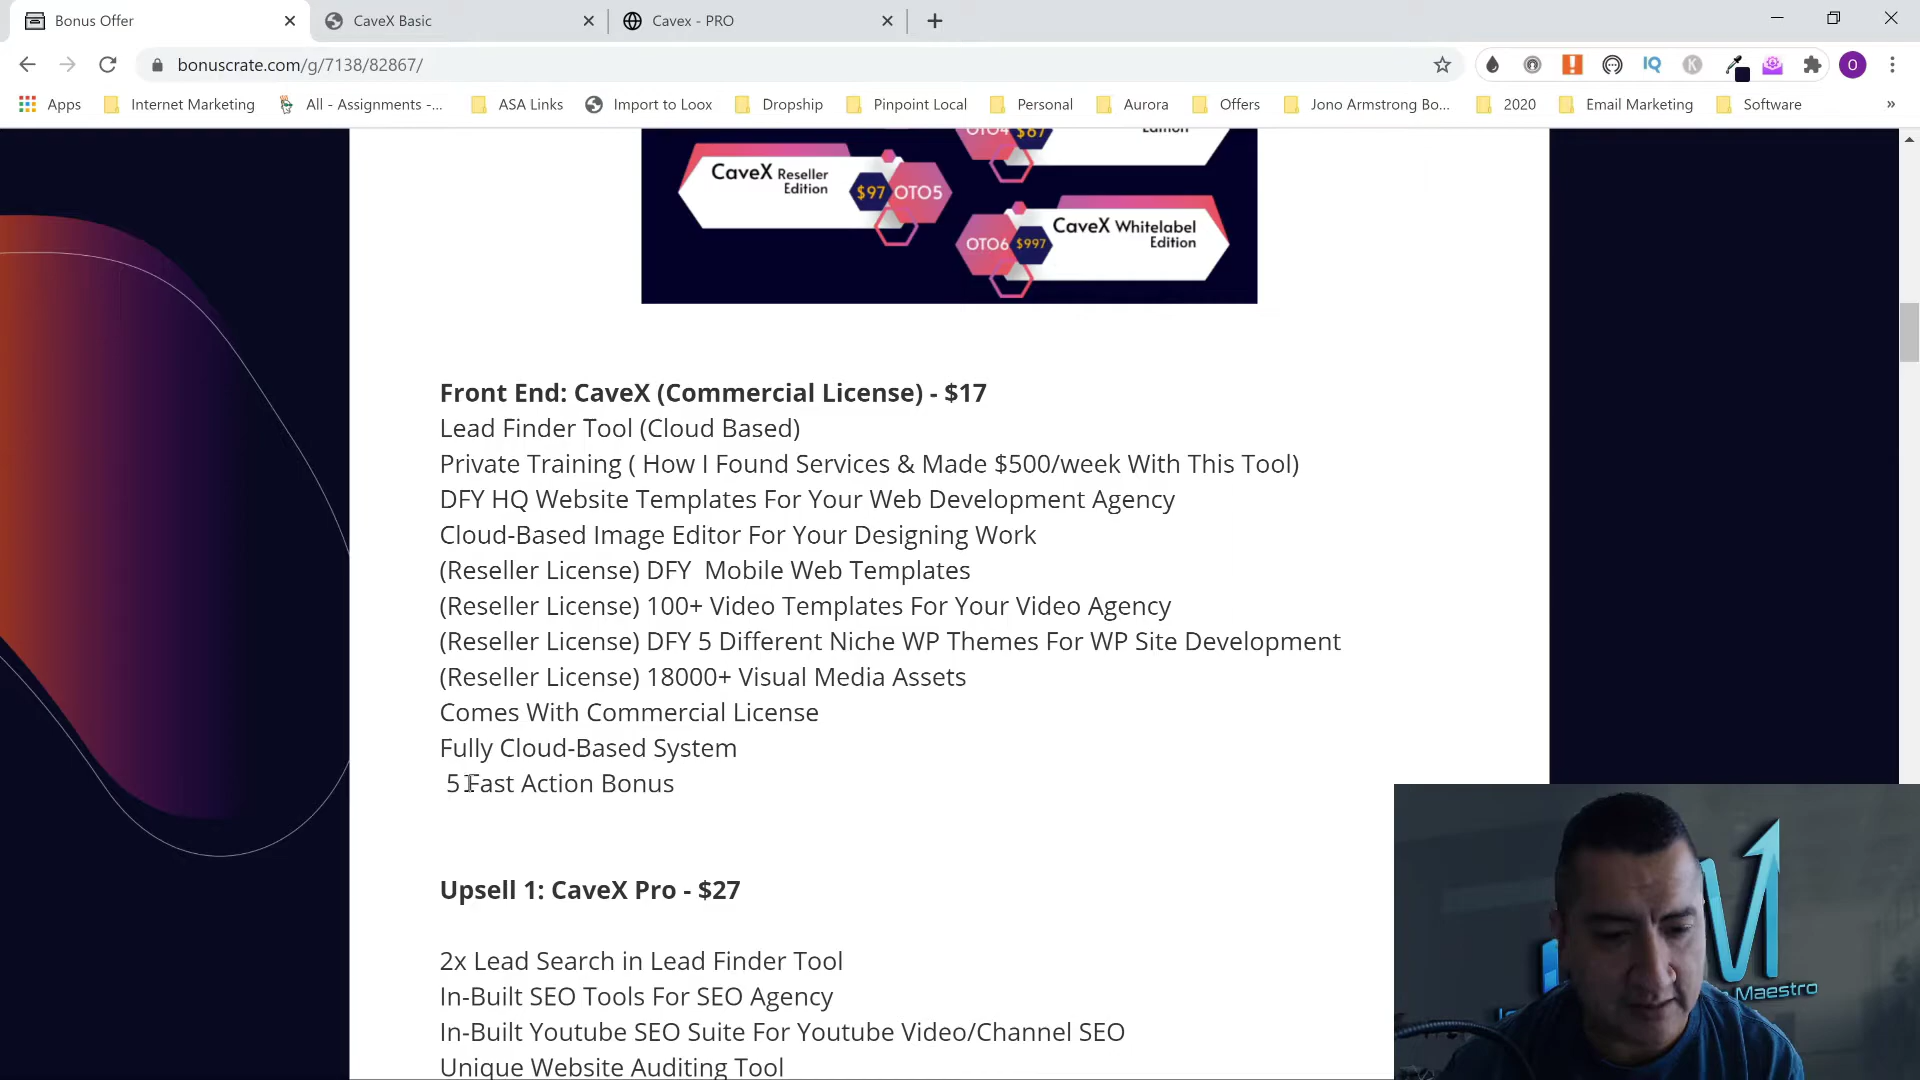 Bonus Offer
CaveX Basic
Cavex - PRO
bonuscrate.com/g/7138/82867/
IQ
K
O
Apps
Internet Marketing
All - Assignments -...
ASA Links
Import to Loox
Dropship
Pinpoint Local
Personal
Aurora
Offers
Jono Armstrong Bo...
2020
Email Marketing
Software
»
OTO4
$67
Edition
CaveX Reseller
Edition
$97
OTO5
OTO6
$997
CaveX Whitelabel
Edition
Front End: CaveX (Commercial License) - $17
Lead Finder Tool (Cloud Based)
Private Training ( How I Found Services & Made $500/week With This Tool)
DFY HQ Website Templates For Your Web Development Agency
Cloud-Based Image Editor For Your Designing Work
(Reseller License) DFY  Mobile Web Templates
(Reseller License) 100+ Video Templates For Your Video Agency
(Reseller License) DFY 5 Different Niche WP Themes For WP Site Development
(Reseller License) 18000+ Visual Media Assets
Comes With Commercial License
Fully Cloud-Based System
5 Fast Action Bonus
Upsell 1: CaveX Pro - $27
2x Lead Search in Lead Finder Tool
In-Built SEO Tools For SEO Agency
In-Built Youtube SEO Suite For Youtube Video/Channel SEO
Unique Website Auditing Tool
Maestro